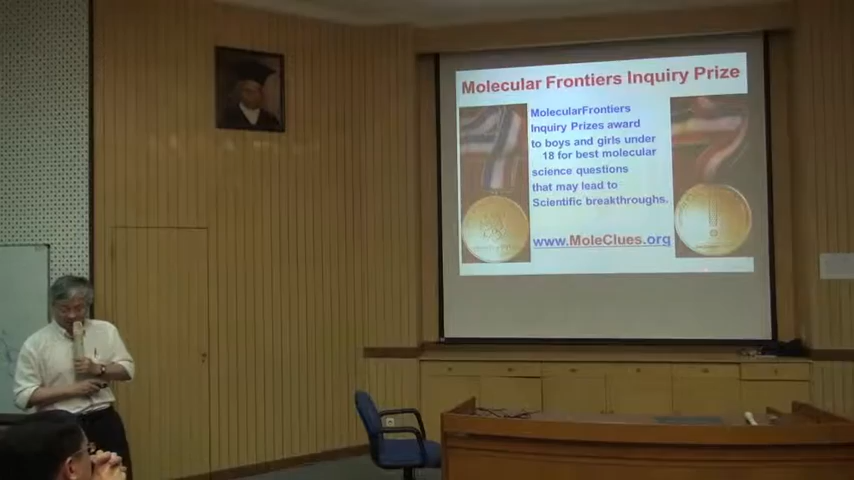 Molecular Frontiers Inquiry Prize
MolecularFrontiers
Inquiry Prizes award
to boys and girls under
18 for best molecular
science questions
that may lead to
Scientific breakthroughs.
www.MoleClues.org